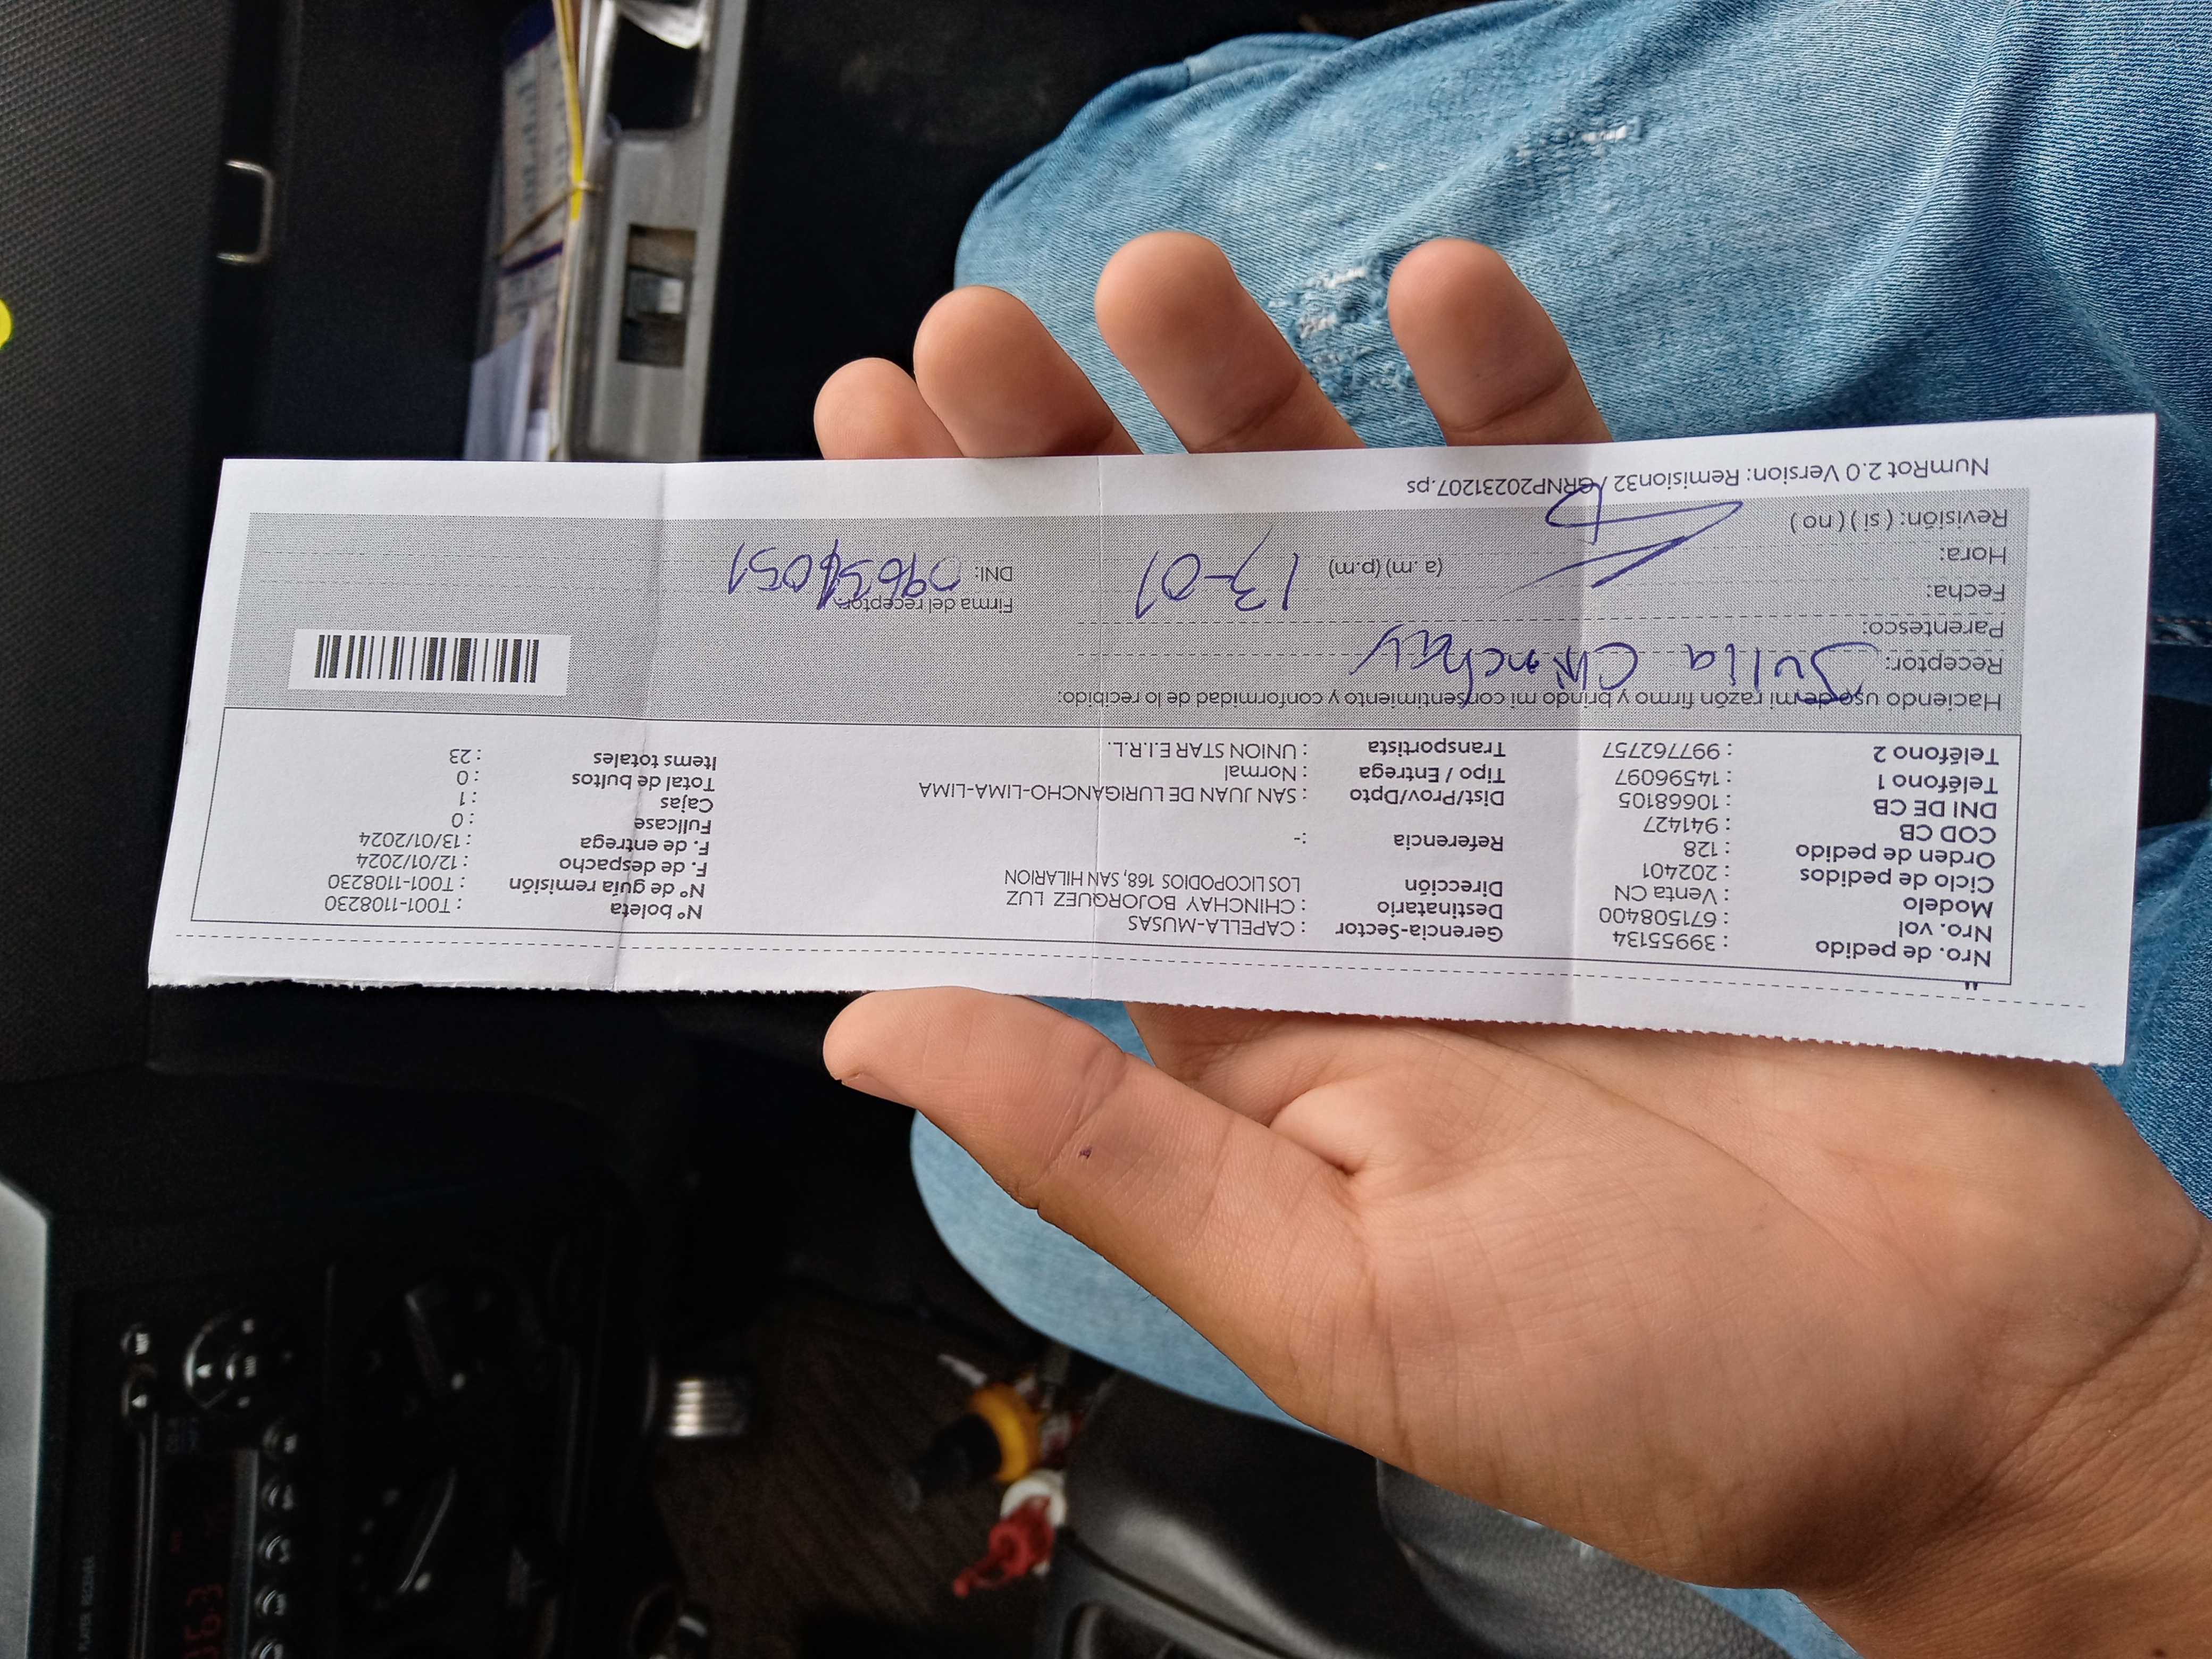 Nro. de pedido : 39955134
Nro. vol : 671508400
Modelo : Venta CN
Ciclo de pedidos : 202401
Orden de pedido : 128
COD CB : 941427
DNI DE CB : 10668105
Teléfono 1 : 14596097
Teléfono 2 : 997762757
Gerencia-Sector : CAPELLA-MUSAS
Destinatario : CHINCHAY BOJORQUEZ LUZ
Dirección LOS LICOPODIOS 168, SAN HILARION
Referencia :-
Dist/Prov/Dpto : SAN JUAN DE LURIGANCHO-LIMA-LIMA
Tipo / Entrega : Normal
Transportista : UNION STAR E.I.R.L.
Nº boleta : T001-1108230
Nº de guia remisión : T001-1108230
F. de despacho : 12/01/2024
F. de entrega : 13/01/2024
Fullcase : 0
Cajas : 1
Total de bultos : 0
Items totales : 23
Haciendo uso de mi razón firmo y brindo mi consentimiento y conformidad de lo recibido:
Receptor: Julia Chinchay
Parentesco:
Fecha:
Hora: (a.m) (p.m) 13-01
Revisión: ( si ) ( no )
Firma del receptor:
DNI:
NumRot 2.0 Version: Remision32 / GRNP20231207.ps